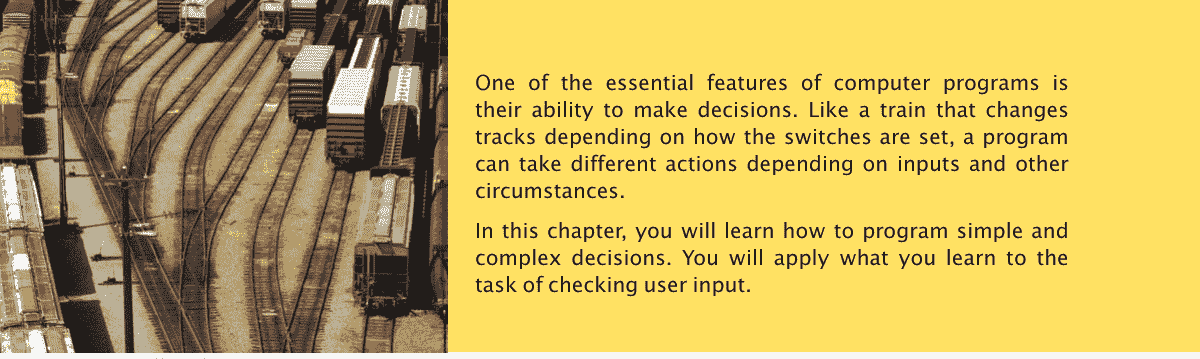 One of the essential features of computer programs is
their ability to make decisions. Like a train that changes
tracks depending on how the switches are set, a program
can take different actions depending on inputs and other
circumstances.
In this chapter, you will learn how to program simple and
complex decisions. You will apply what you learn to the
task of checking user input.